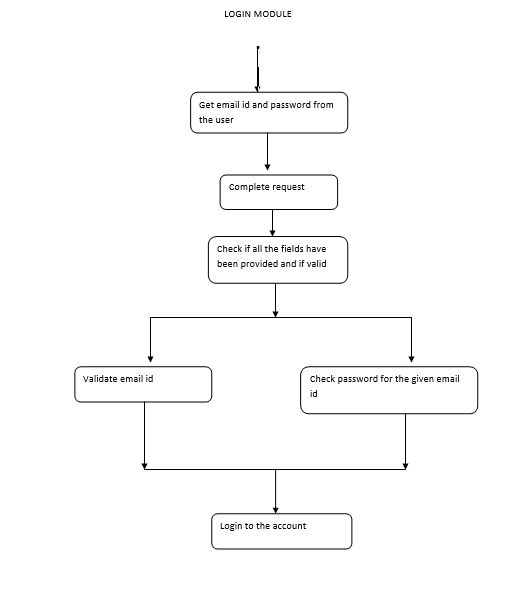 LOGIN MODULE
Get email id and password from
the user
Complete request
Check if all the fields have
been provided and if valid
Validate email id
Check password for the given email
id
Login to the account